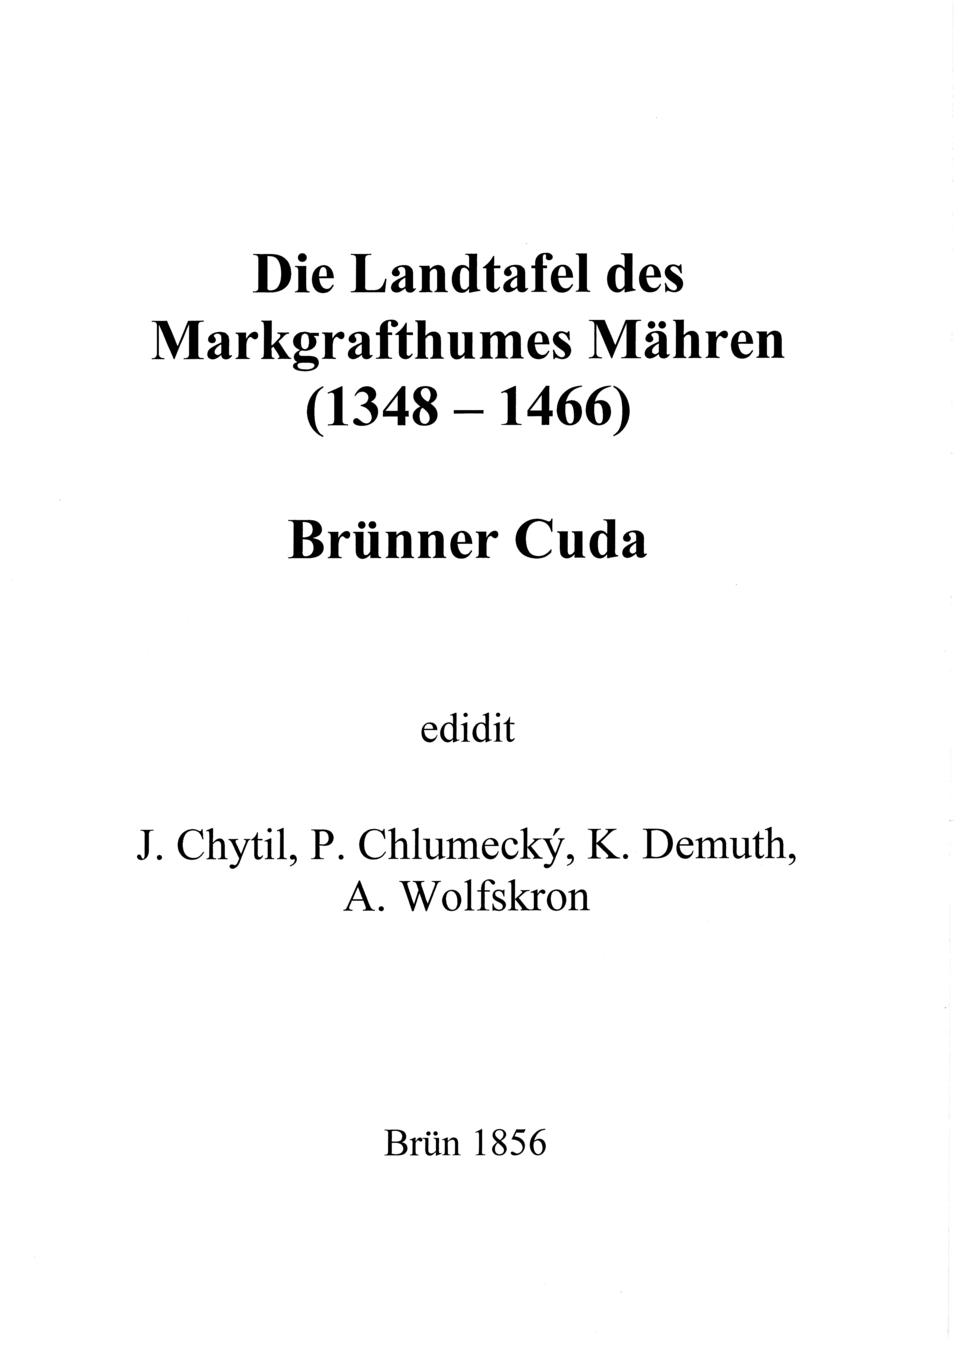 Die Landtafel des
Markgrafthumes Mähren
(1348 – 1466)
Brünner Cuda
edidit
J. Chytil, P. Chlumecký, K. Demuth,
A. Wolfskron
Brün 1856